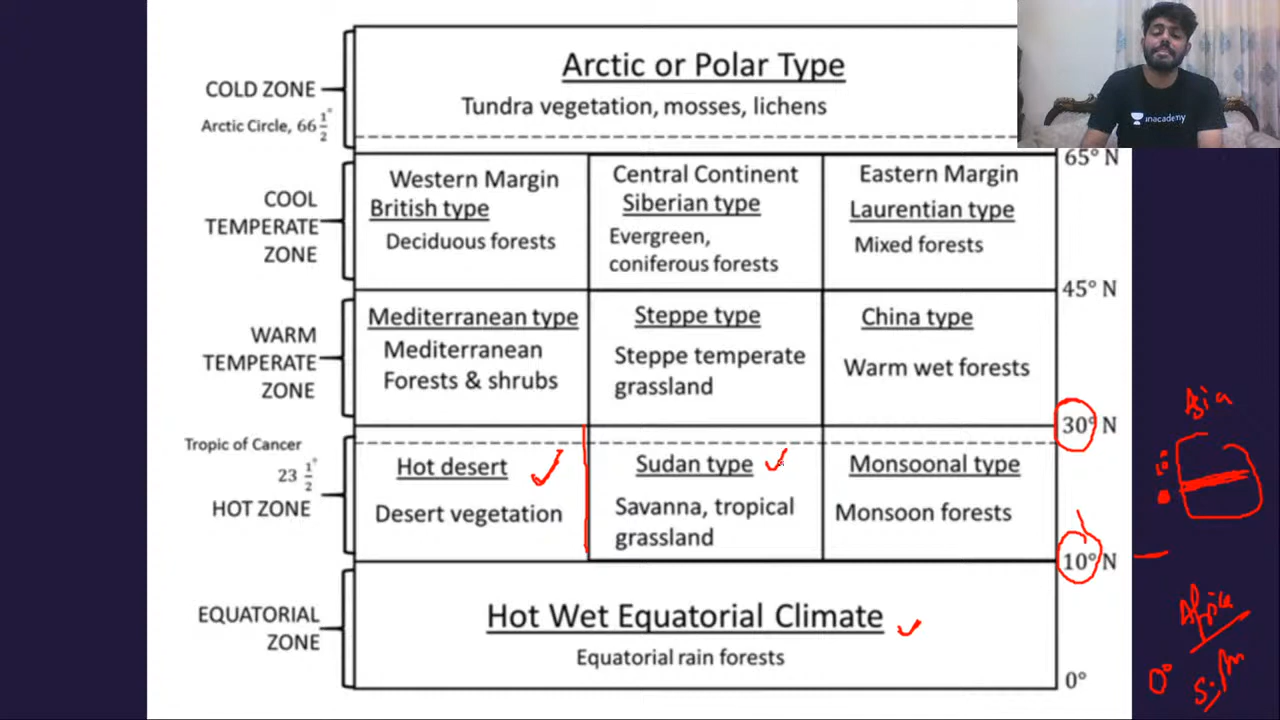 Arctic or Polar Type
COLD ZONE
Tundra vegetation, mosses, lichens
Arctic Circle, 66 1/2°
unacademy
65° N
Western Margin
British type
Deciduous forests
Central Continent
Siberian type
Evergreen,
coniferous forests
Eastern Margin
Laurentian type
Mixed forests
COOL
TEMPERATE
ZONE
45° N
Mediterranean type
Mediterranean
Forests & shrubs
Steppe type
Steppe temperate
grassland
China type
Warm wet forests
WARM
TEMPERATE
ZONE
30° N
Asia
Tropic of Cancer
23 1/2°
HOT ZONE
Hot desert
Desert vegetation
Sudan type
Savanna, tropical
grassland
Monsoonal type
Monsoon forests
10° N
EQUATORIAL
ZONE
Hot Wet Equatorial Climate
Equatorial rain forests
0°
Africa
0°